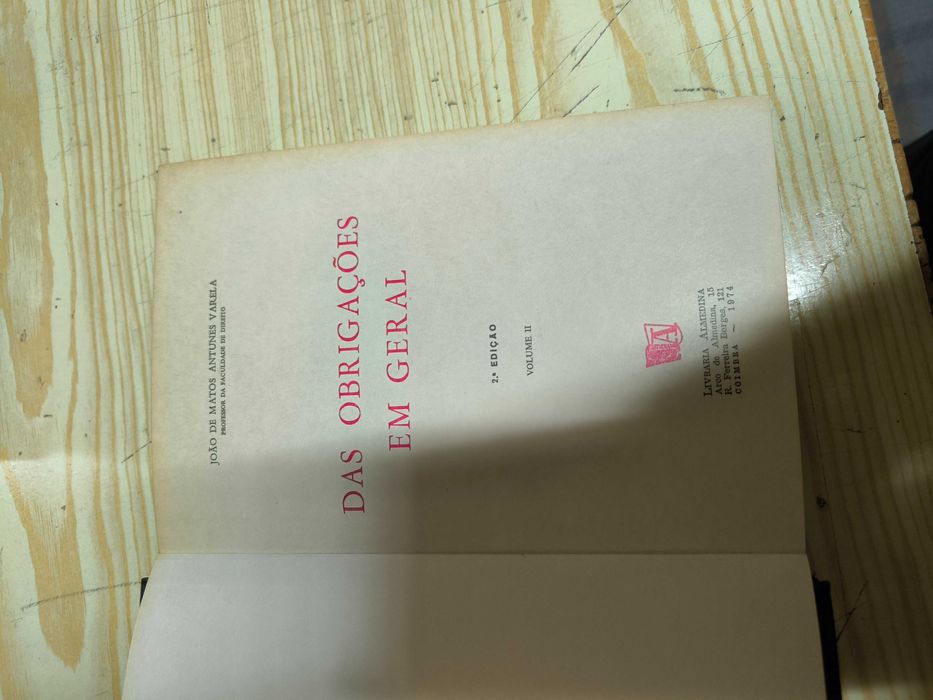 JOÃO DE MATOS ANTUNES VARELA
PROFESSOR DA FACULDADE DE DIREITO
DAS OBRIGAÇÕES
EM GERAL
2.ª EDIÇÃO
VOLUME II
A
LIVRARIA ALMEDINA
Arco de Almedina, 15
R. Ferreira Borges, 121
COIMBRA ~ 1974